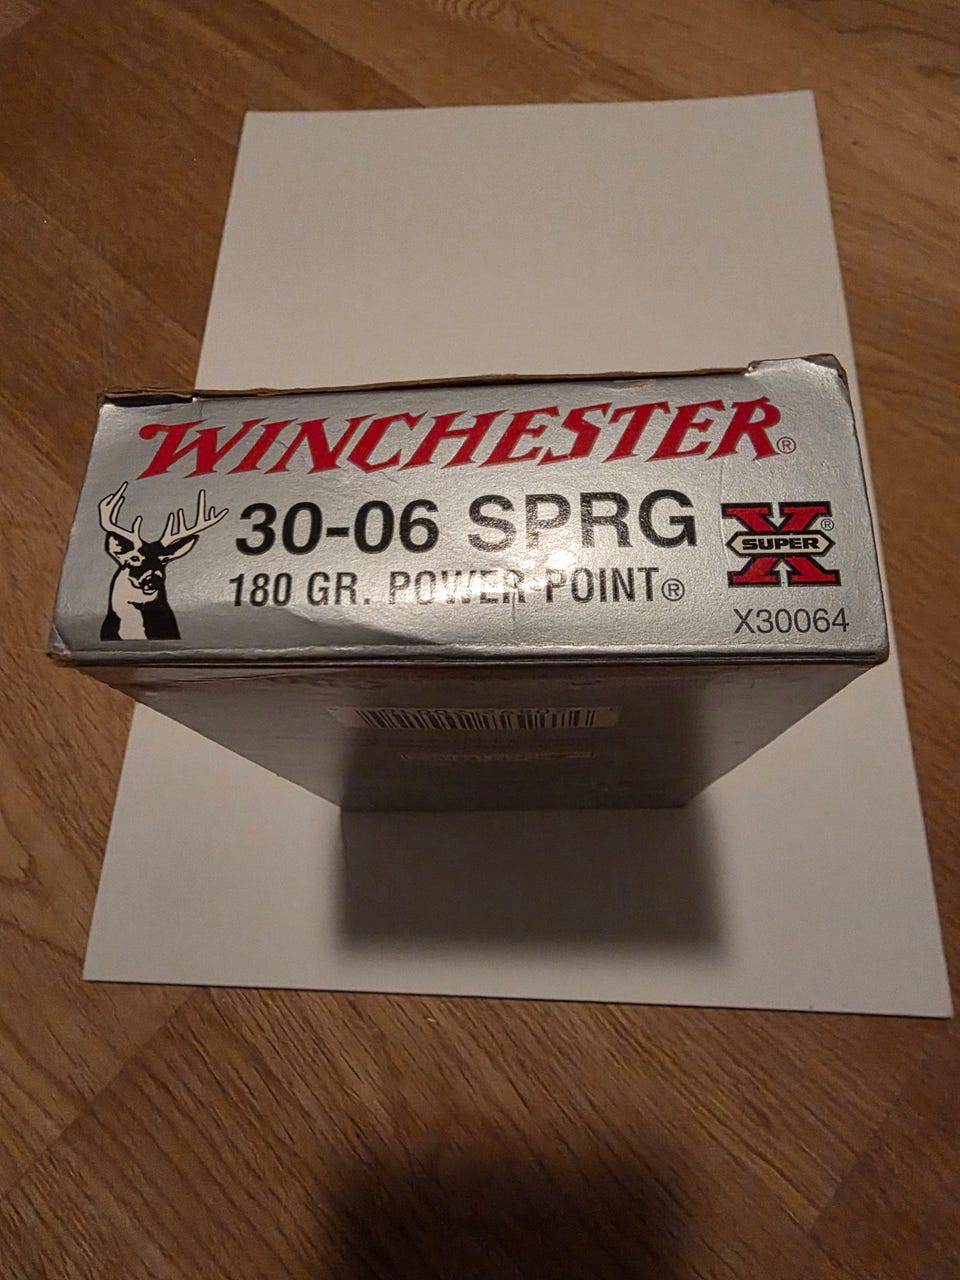 WINCHESTER®
30-06 SPRG
180 GR. POWER-POINT®
X®
SUPER
X30064